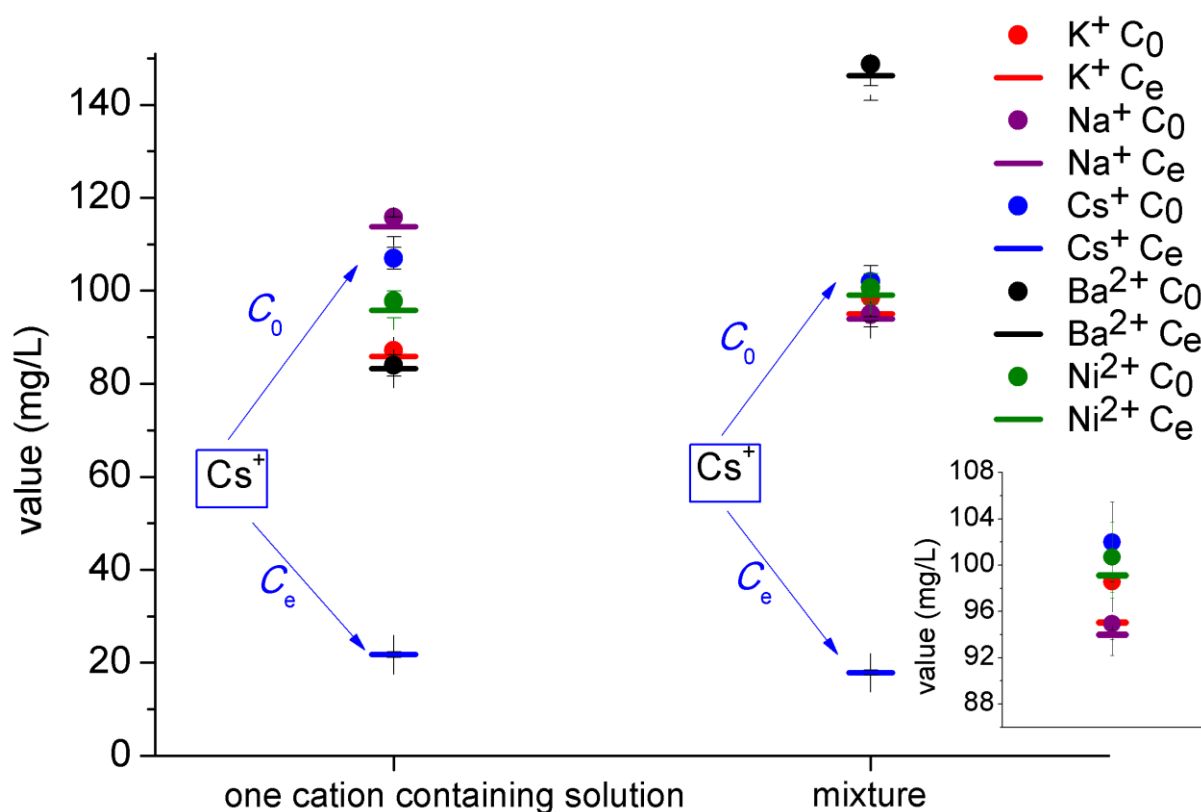 value (mg/L)
140
120
100
80
60
40
20
0
one cation containing solution
mixture
C₀
Cs⁺
Cₑ
C₀
Cs⁺
Cₑ
K⁺ C₀
K⁺ Cₑ
Na⁺ C₀
Na⁺ Cₑ
Cs⁺ C₀
Cs⁺ Cₑ
Ba²⁺ C₀
Ba²⁺ Cₑ
Ni²⁺ C₀
Ni²⁺ Cₑ
value (mg/L)
108
104
100
96
92
88